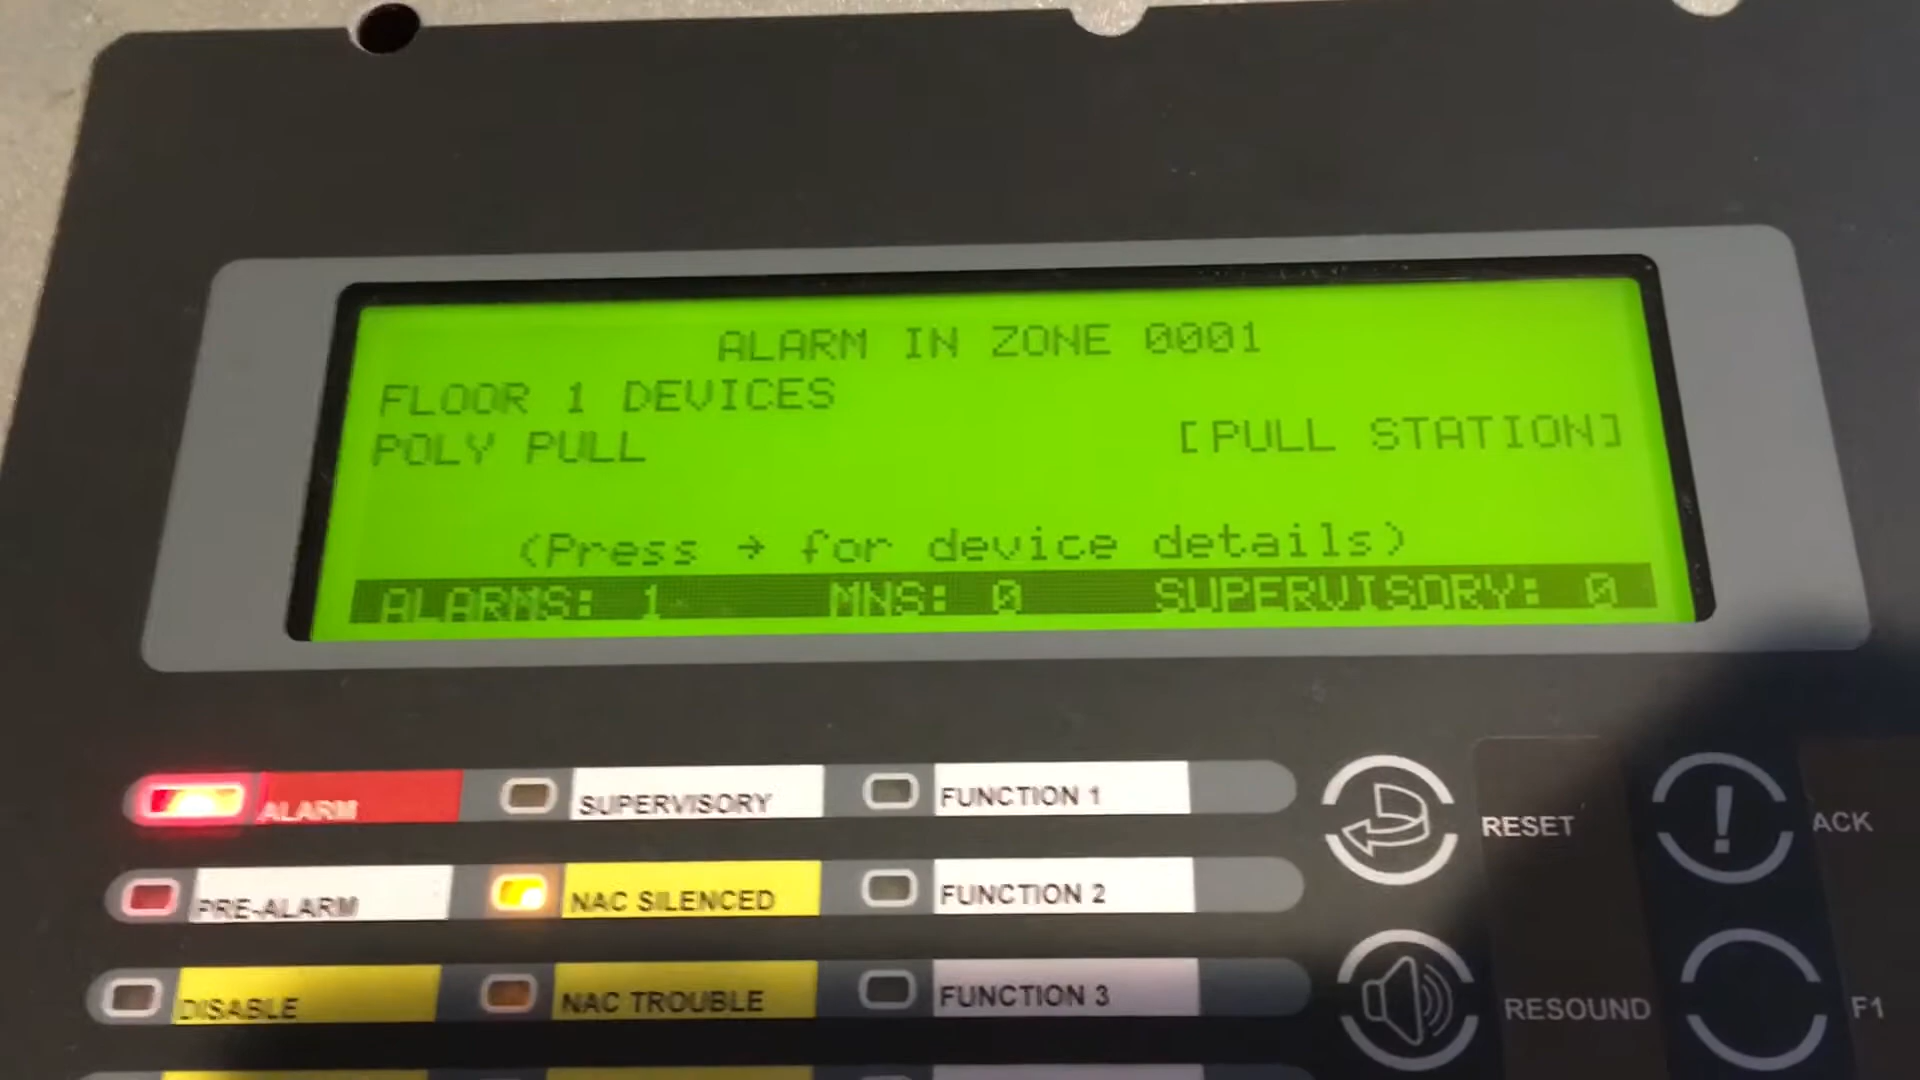 ALARM IN ZONE 0001
FLOOR 1 DEVICES
POLY PULL [PULL STATION]
(Press → for device details)
ALARMS: 1 MNS: 0 SUPERVISORY: 0
ALARM SUPERVISORY FUNCTION 1 RESET ACK
PRE-ALARM NAC SILENCED FUNCTION 2
DISABLE NAC TROUBLE FUNCTION 3 RESOUND F1